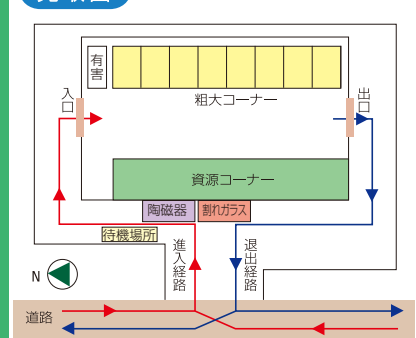 有害
粗大コーナー
入口
出口
資源コーナー
陶磁器
割れガラス
待機場所
進入経路
退出経路
N
道路